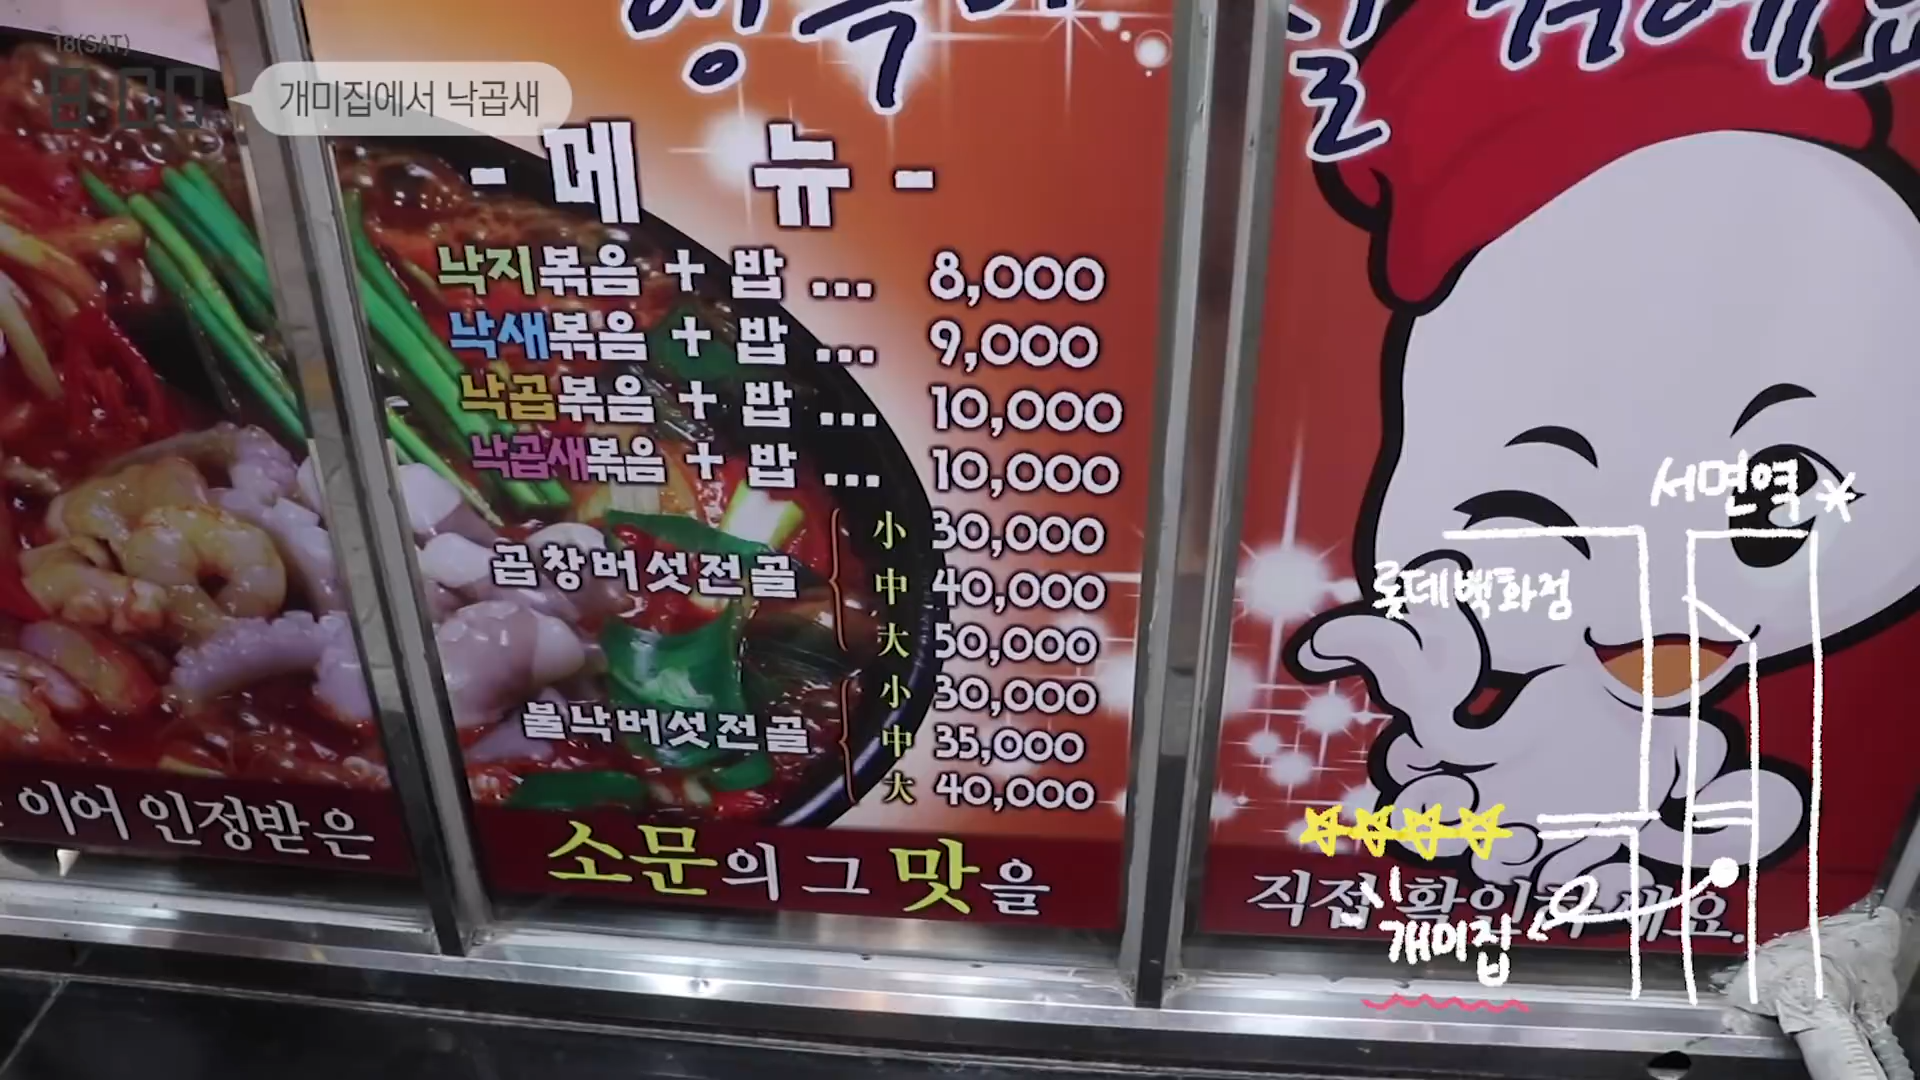 18(SAT)
8:00
개미집에서 낙곱새
- 메 뉴 -
낙지볶음 + 밥 ... 8,000
낙새볶음 + 밥 ... 9,000
낙곱볶음 + 밥 ... 10,000
낙곱새볶음 + 밥 ... 10,000
곱창버섯전골
小 30,000
中 40,000
大 50,000
불낙버섯전골
小 30,000
中 35,000
大 40,000
이어 인정받은
소문의 그 맛을
직접 확인
세요.
서면역
롯데백화점
개미집